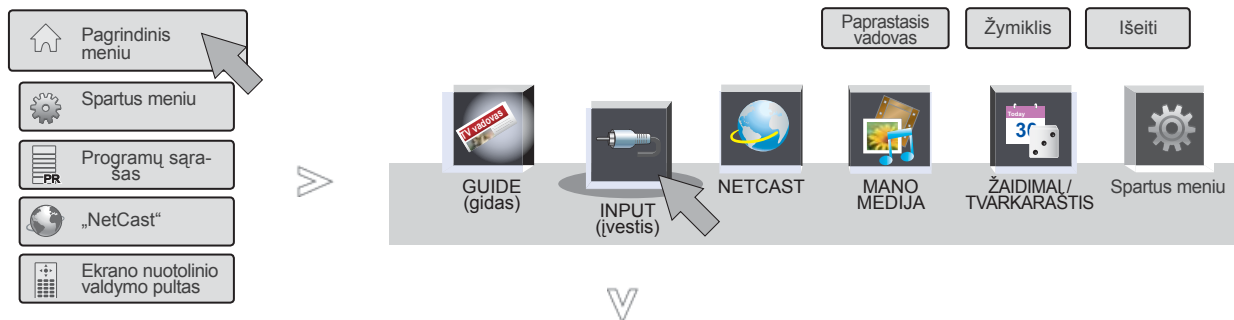 Pagrindinis
meniu
Spartus meniu
Programų sąra-
šas
PR
„NetCast“
Ekrano nuotolinio
valdymo pultas
Paprastasis
vadovas
Žymiklis
Išeiti
TV vadovas
Today
30
GUIDE
(gidas)
INPUT
(įvestis)
NETCAST
MANO
MEDIJA
ŽAIDIMAI/
TVARKARAŠTIS
Spartus meniu